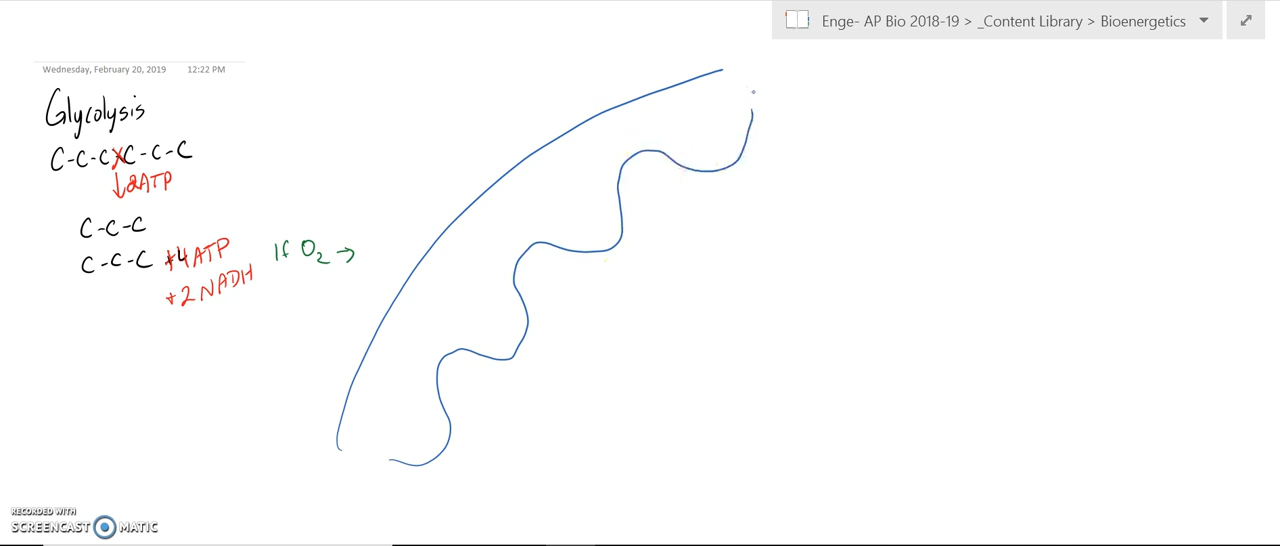 Enge- AP Bio 2018-19 > _Content Library > Bioenergetics
Wednesday, February 20, 2019 12:22 PM
Glycolysis
C-C-C-C-C-C
↓2ATP
C-C-C
C-C-C +4ATP
+2NADH
If O2 →
RECORDED WITH
SCREENCAST MATIC